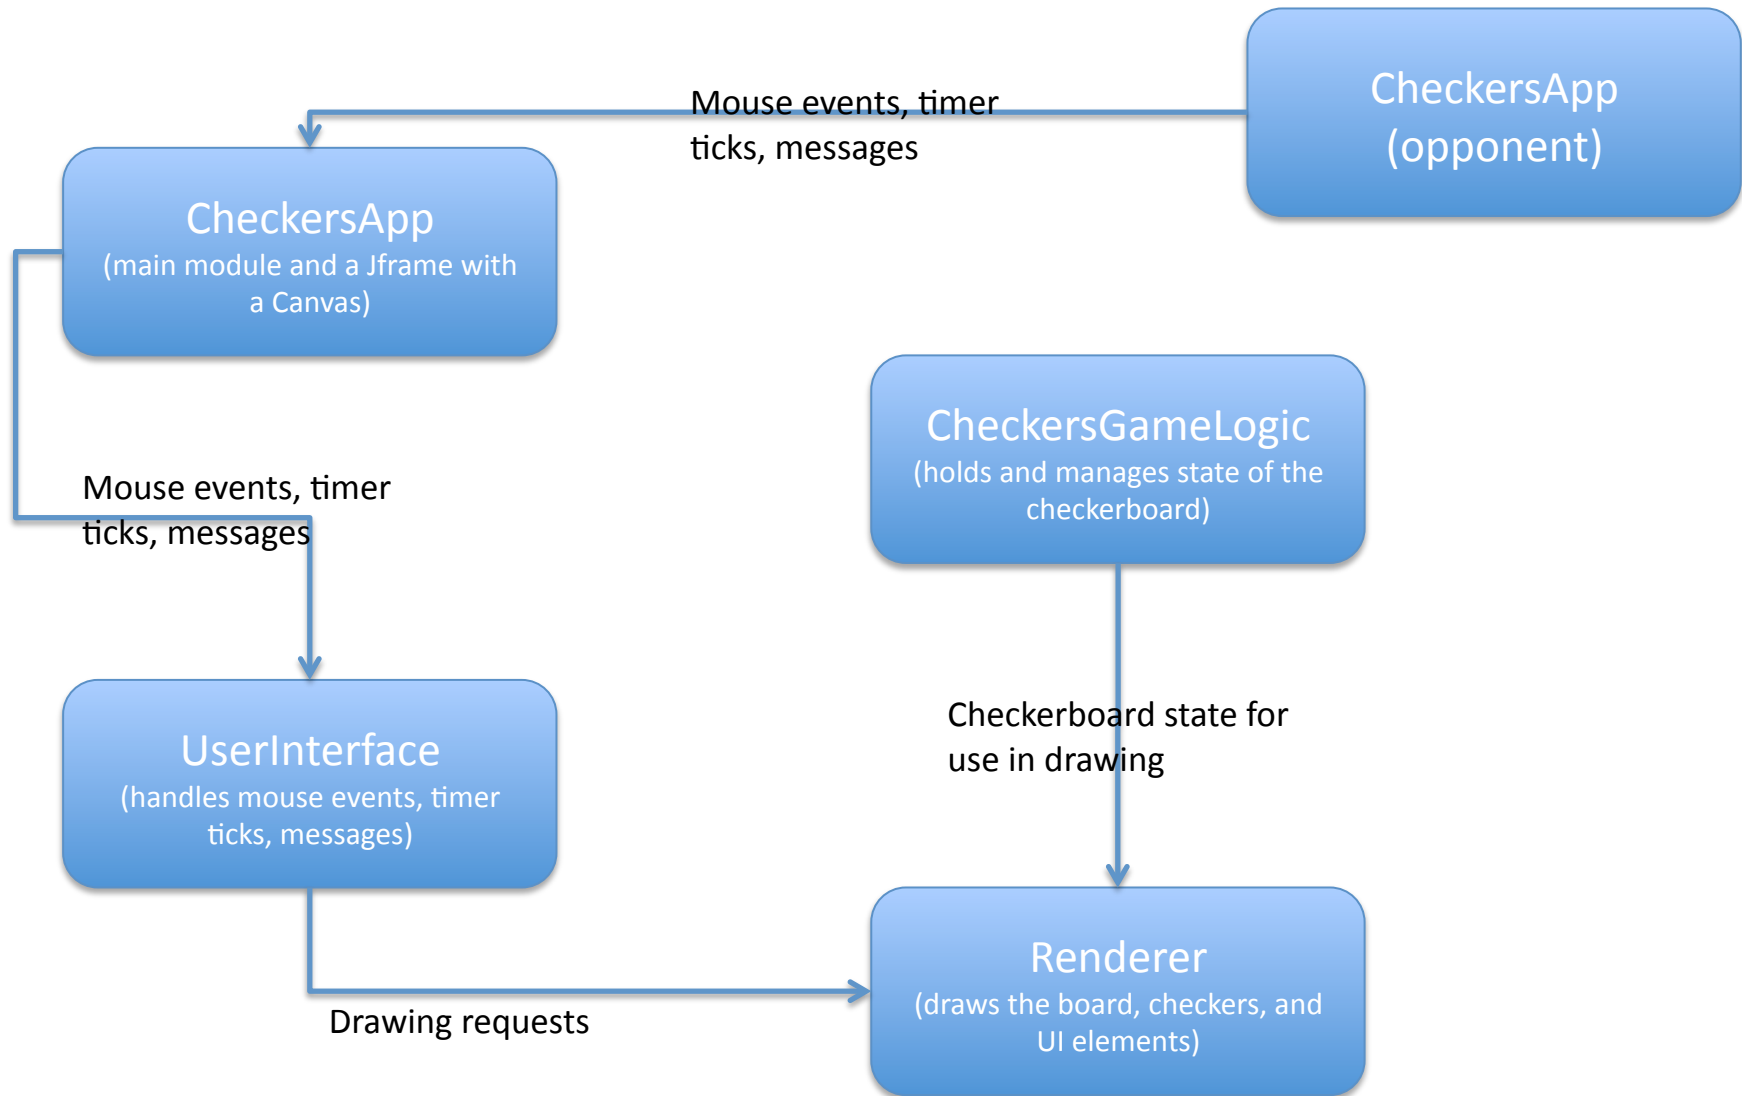 CheckersApp
(opponent)
Mouse events, timer
ticks, messages
CheckersApp
(main module and a Jframe with
a Canvas)
CheckersGameLogic
(holds and manages state of the
checkerboard)
Mouse events, timer
ticks, messages
UserInterface
(handles mouse events, timer
ticks, messages)
Checkerboard state for
use in drawing
Renderer
(draws the board, checkers, and
UI elements)
Drawing requests